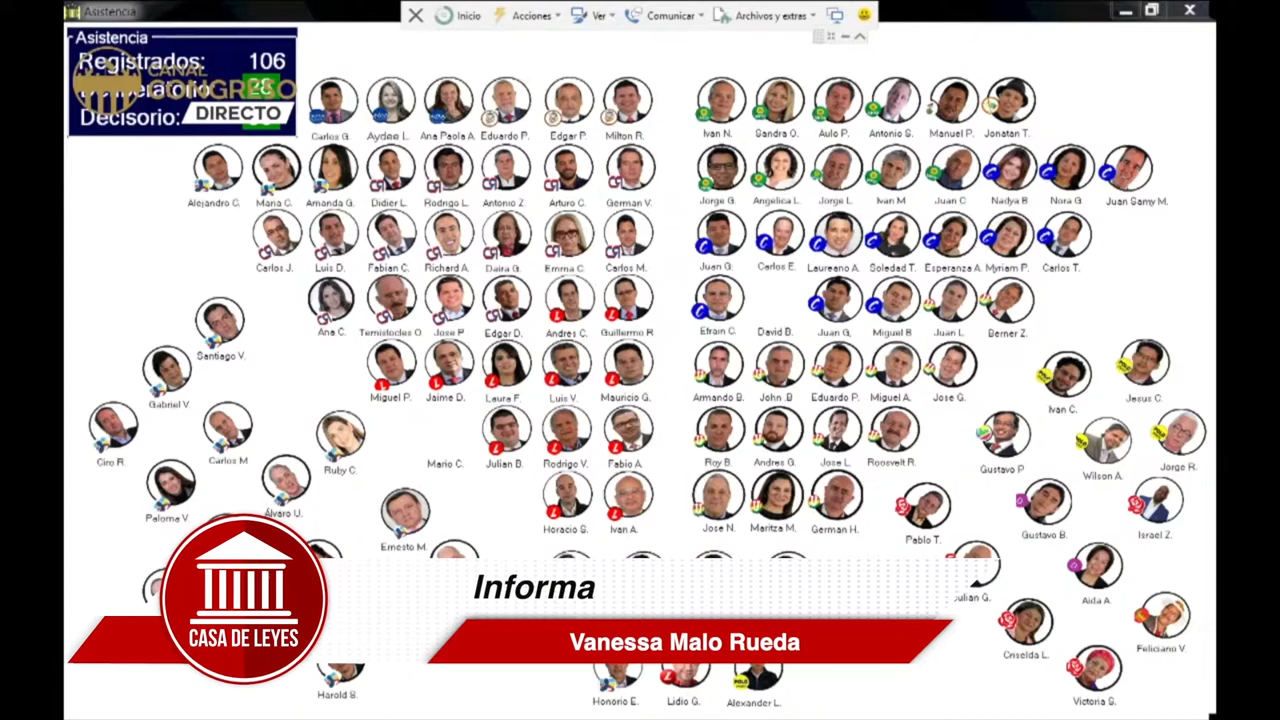 Asistencia
Inicio
Acciones
Ver
Comunicar
Archivos y extras
Asistencia
Registrados: 106
CANAL
CONGRESO
28
DIRECTO
Decisorio:
Carlos G. Aydee L. Ana Paola A. Eduardo P. Edgar P. Milton R. Ivan N. Sandra O. Aulo P. Antonio S. Manuel P. Jonatan T.
Alejandro C. Maria C. Amanda G. Didier L. Rodrigo L. Antonio Z. Arturo C. German V. Jorge G. Angelica L. Jorge L. Ivan M Juan C. Nadya B Nora G Juan Samy M.
Carlos J. Luis D. Fabian C. Richard A. Daira G. Emma C. Carlos M. Juan G. Carlos E. Laureano A. Soledad T. Esperanza A. Myriam P. Carlos T.
Ana C. Temistocles O. Jose P. Edgar D. Andres C. Guillermo R Efrain C. David B. Juan G. Miguel B Juan L. Berner Z.
Santiago V.
Miguel P. Jaime D. Laura F. Luis V. Mauricio G. Armando B. John .B Eduardo P. Miguel A. Jose G. Ivan C. Jesus C.
Gabriel V.
Ciro R. Carlos M Ruby C. Mario C. Julian B. Rodrigo V. Fabio A. Roy B. Andres G. Jose L. Roosvelt R. Gustavo P Wilson A. Jorge R.
Paloma V. Álvaro U. Ernesto M. Horacio S. Ivan A. Jose N. Maritza M. German H. Pablo T. Gustavo B. Israel Z.
Julian G. Aida A.
Informa
CASA DE LEYES
Vanessa Malo Rueda
Criselda L. Feliciano V.
Harold S. Honorio E. Lidio G. Alexander L. Victoria S.